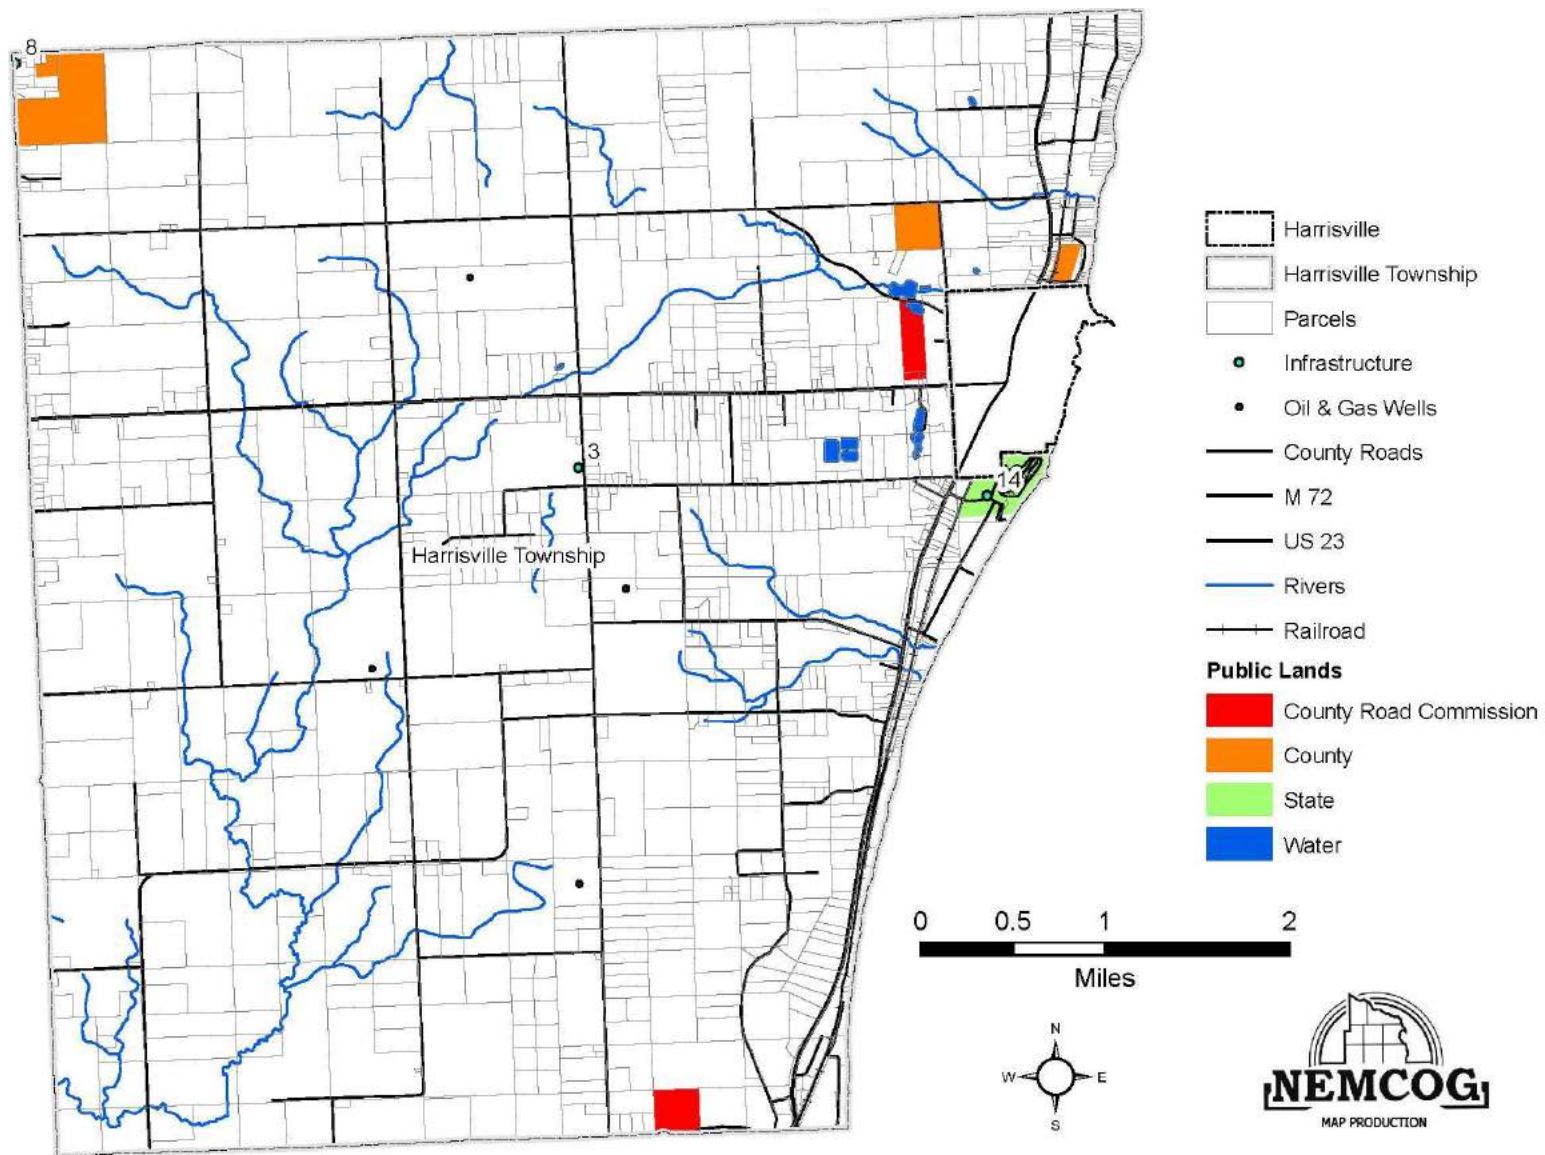 8
3
14
Harrisville Township
Harrisville
Harrisville Township
Parcels
Infrastructure
Oil & Gas Wells
County Roads
M 72
US 23
Rivers
Railroad
Public Lands
County Road Commission
County
State
Water
0 0.5 1 2
Miles
N
W E
S
NEMCOG
MAP PRODUCTION